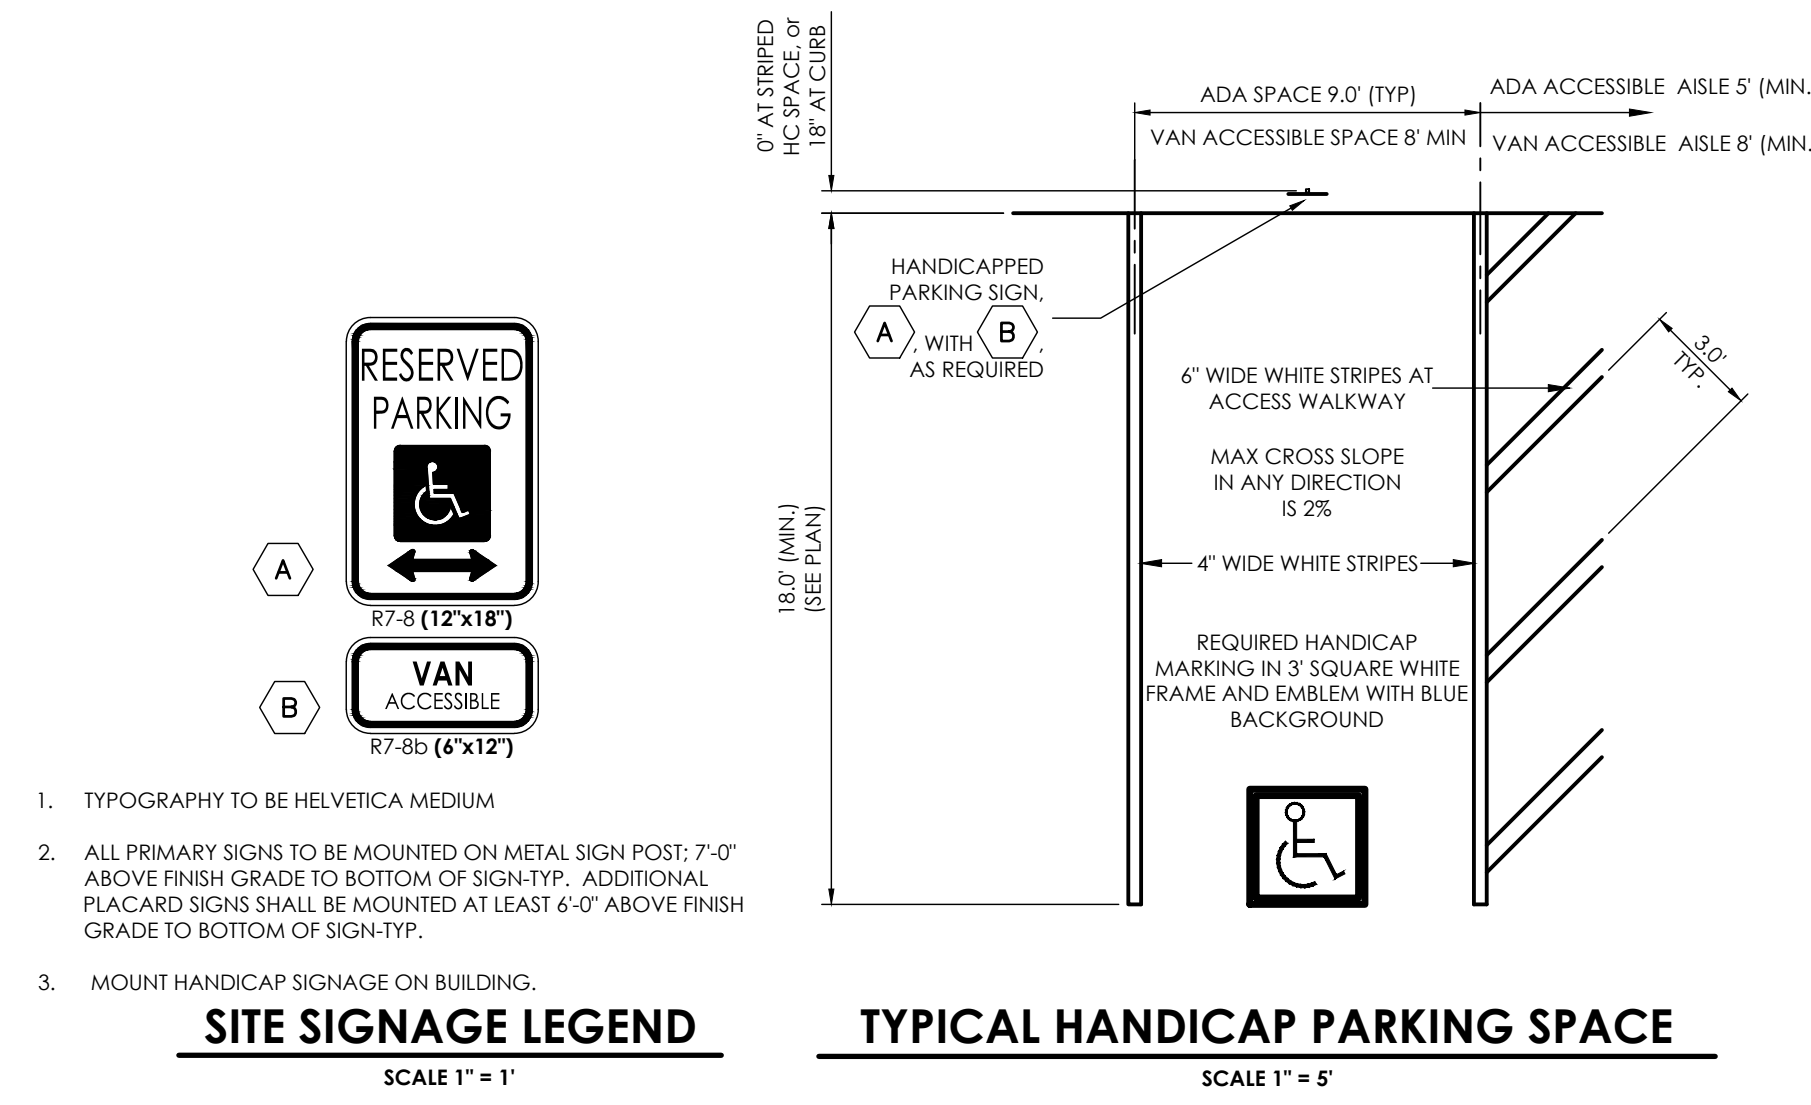 RESERVED
PARKING
A
R7-8 (12"x18")
VAN
ACCESSIBLE
B
R7-8b (6"x12")
1. TYPOGRAPHY TO BE HELVETICA MEDIUM
2. ALL PRIMARY SIGNS TO BE MOUNTED ON METAL SIGN POST; 7'-0"
ABOVE FINISH GRADE TO BOTTOM OF SIGN-TYP. ADDITIONAL
PLACARD SIGNS SHALL BE MOUNTED AT LEAST 6'-0" ABOVE FINISH
GRADE TO BOTTOM OF SIGN-TYP.
3. MOUNT HANDICAP SIGNAGE ON BUILDING.
SITE SIGNAGE LEGEND
SCALE 1" = 1'
0" AT STRIPED
HC SPACE, or
18" AT CURB
ADA SPACE 9.0' (TYP)
VAN ACCESSIBLE SPACE 8' MIN
ADA ACCESSIBLE AISLE 5' (MIN.
VAN ACCESSIBLE AISLE 8' (MIN.
HANDICAPPED
PARKING SIGN,
A , WITH B ,
AS REQUIRED
6" WIDE WHITE STRIPES AT
ACCESS WALKWAY
3.0'
TYP.
MAX CROSS SLOPE
IN ANY DIRECTION
IS 2%
18.0' (MIN.)
(SEE PLAN)
4" WIDE WHITE STRIPES
REQUIRED HANDICAP
MARKING IN 3' SQUARE WHITE
FRAME AND EMBLEM WITH BLUE
BACKGROUND
TYPICAL HANDICAP PARKING SPACE
SCALE 1" = 5'